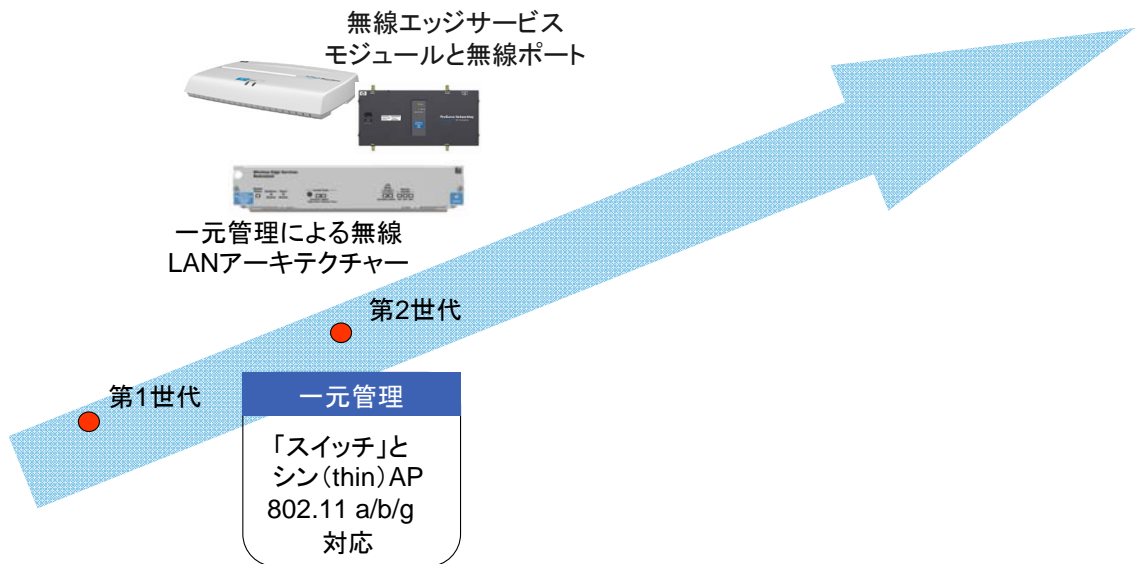 無線エッジサービス
モジュールと無線ポート
Wireless Edge Services
一元管理による無線
LANアーキテクチャー
第2世代
第1世代
一元管理
「スイッチ」と
シン(thin)AP
802.11 a/b/g
対応